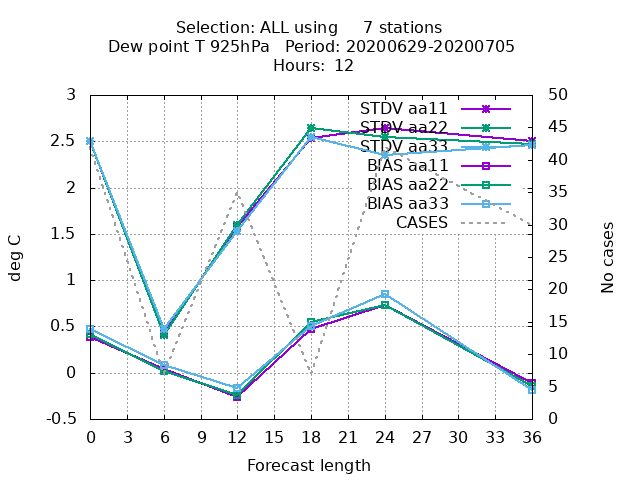 Selection: ALL using 7 stations
Dew point T 925hPa Period: 20200629-20200705
Hours: 12
3
2.5
2
1.5
1
0.5
0
-0.5
deg C
STDV aa11
STDV aa22
STDV aa33
BIAS aa11
BIAS aa22
BIAS aa33
CASES
50
45
40
35
30
25
20
15
10
5
0
No cases
0 3 6 9 12 15 18 21 24 27 30 33 36
Forecast length